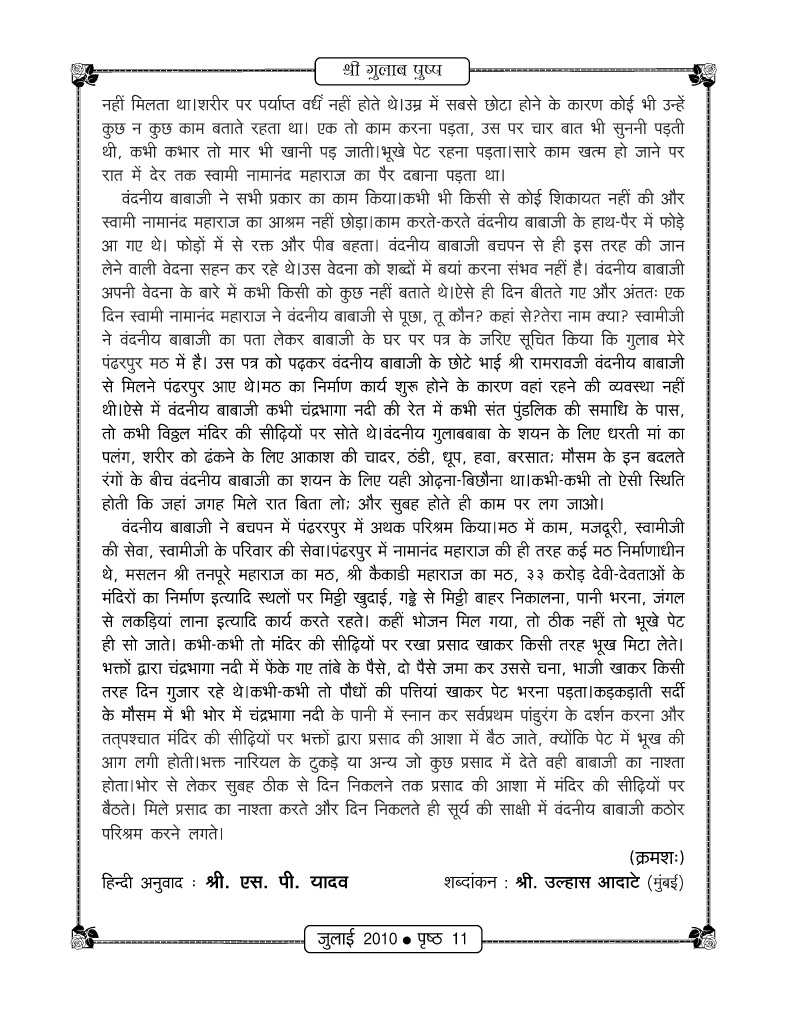 श्री गुलाब पुष्प
नहीं मिलता था।शरीर पर पर्याप्त वर्धी नहीं होते थे।उम्र में सबसे छोटा होने के कारण कोई भी उन्हें
कुछ न कुछ काम बताते रहता था। एक तो काम करना पड़ता, उस पर चार बात भी सुननी पड़ती
थी, कभी कभार तो मार भी खानी पड़ जाती।भूखे पेट रहना पड़ता।सारे काम खत्म हो जाने पर
रात में देर तक स्वामी नामानंद महाराज का पैर दबाना पड़ता था।
वंदनीय बाबाजी ने सभी प्रकार का काम किया।कभी भी किसी से कोई शिकायत नहीं की और
स्वामी नामानंद महाराज का आश्रम नहीं छोड़ा।काम करते-करते वंदनीय बाबाजी के हाथ-पैर में फोड़े
आ गए थे। फोड़ों में से रक्त और पीब बहता। वंदनीय बाबाजी बचपन से ही इस तरह की जान
लेने वाली वेदना सहन कर रहे थे।उस वेदना को शब्दों में बयां करना संभव नहीं है। वंदनीय बाबाजी
अपनी वेदना के बारे में कभी किसी को कुछ नहीं बताते थे।ऐसे ही दिन बीतते गए और अंततः एक
दिन स्वामी नामानंद महाराज ने वंदनीय बाबाजी से पूछा, तू कौन? कहां से?तेरा नाम क्या? स्वामीजी
ने वंदनीय बाबाजी का पता लेकर बाबाजी के घर पर पत्र के जरिए सूचित किया कि गुलाब मेरे
पंढरपुर मठ में है। उस पत्र को पढ़कर वंदनीय बाबाजी के छोटे भाई श्री रामरावजी वंदनीय बाबाजी
से मिलने पंढरपुर आए थे।मठ का निर्माण कार्य शुरू होने के कारण वहां रहने की व्यवस्था नहीं
थी।ऐसे में वंदनीय बाबाजी कभी चंद्रभागा नदी की रेत में कभी संत पुंडलिक की समाधि के पास,
तो कभी विठ्ठल मंदिर की सीढ़ियों पर सोते थे।वंदनीय गुलाबबाबा के शयन के लिए धरती मां का
पलंग, शरीर को ढंकने के लिए आकाश की चादर, ठंडी, धूप, हवा, बरसात; मौसम के इन बदलते
रंगों के बीच वंदनीय बाबाजी का शयन के लिए यही ओढ़ना-बिछौना था।कभी-कभी तो ऐसी स्थिति
होती कि जहां जगह मिले रात बिता लो; और सुबह होते ही काम पर लग जाओ।
वंदनीय बाबाजी ने बचपन में पंढररपुर में अथक परिश्रम किया।मठ में काम, मजदूरी, स्वामीजी
की सेवा, स्वामीजी के परिवार की सेवा।पंढरपुर में नामानंद महाराज की ही तरह कई मठ निर्माणाधीन
थे, मसलन श्री तनपूरे महाराज का मठ, श्री कैकाडी महाराज का मठ, ३३ करोड़ देवी-देवताओं के
मंदिरों का निर्माण इत्यादि स्थलों पर मिट्टी खुदाई, गड्ढे से मिट्टी बाहर निकालना, पानी भरना, जंगल
से लकड़ियां लाना इत्यादि कार्य करते रहते। कहीं भोजन मिल गया, तो ठीक नहीं तो भूखे पेट
ही सो जाते। कभी-कभी तो मंदिर की सीढ़ियों पर रखा प्रसाद खाकर किसी तरह भूख मिटा लेते।
भक्तों द्वारा चंद्रभागा नदी में फेंके गए तांबे के पैसे, दो पैसे जमा कर उससे चना, भाजी खाकर किसी
तरह दिन गुजार रहे थे।कभी-कभी तो पौधों की पत्तियां खाकर पेट भरना पड़ता।कड़कड़ाती सर्दी
के मौसम में भी भोर में चंद्रभागा नदी के पानी में स्नान कर सर्वप्रथम पांडुरंग के दर्शन करना और
तत्पश्चात मंदिर की सीढ़ियों पर भक्तों द्वारा प्रसाद की आशा में बैठ जाते, क्योंकि पेट में भूख की
आग लगी होती।भक्त नारियल के टुकड़े या अन्य जो कुछ प्रसाद में देते वही बाबाजी का नाश्ता
होता।भोर से लेकर सुबह ठीक से दिन निकलने तक प्रसाद की आशा में मंदिर की सीढ़ियों पर
बैठते। मिले प्रसाद का नाश्ता करते और दिन निकलते ही सूर्य की साक्षी में वंदनीय बाबाजी कठोर
परिश्रम करने लगते।
(क्रमशः)
हिन्दी अनुवाद : श्री. एस. पी. यादव शब्दांकन : श्री. उल्हास आदाटे (मुंबई)
जुलाई 2010 ● पृष्ठ 11